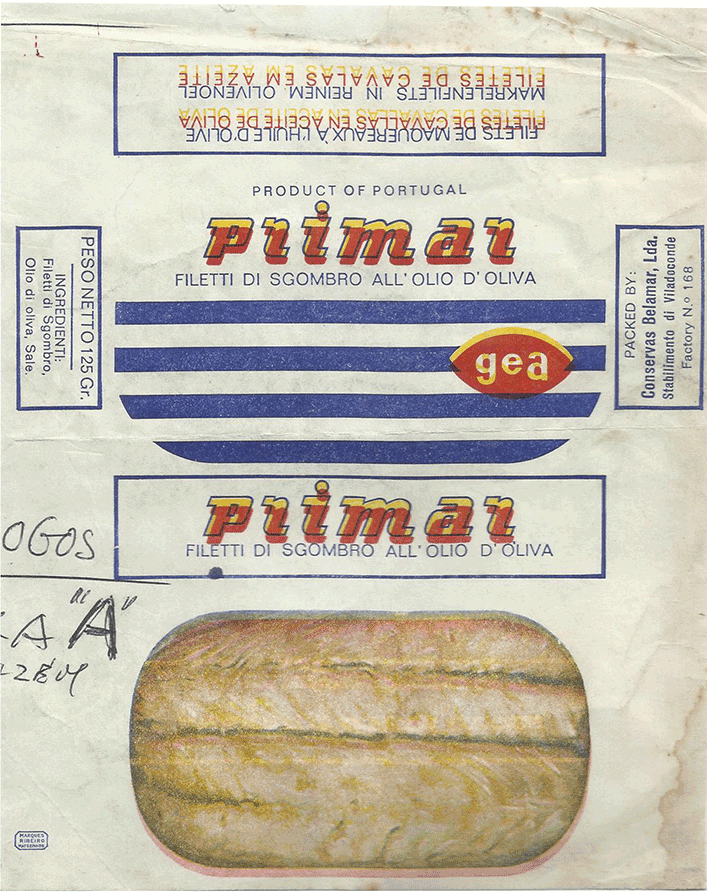 FILETS DE MAQUEREAUX À L'HUILE D'OLIVE
FILETES DE CAVALLAS EN ACEITE DE OLIVA
MAKRELENFILETS IN REINEM OLIVENOEL
FILETES DE CAVALAS EM AZEITE
PRODUCT OF PORTUGAL
Primar
FILETTI DI SGOMBRO ALL'OLIO D'OLIVA
gea
PESO NETTO 125 Gr.
INGREDIENTI:
Filetti di Sgombro,
Olio di oliva, Sale.
PACKED BY:
Conservas Belamar, Lda.
Stabilimento di Viladoconde
Factory N.º 168
Primar
FILETTI DI SGOMBRO ALL'OLIO D'OLIVA
OGOS
"A"
MARQUES
RIBEIRO